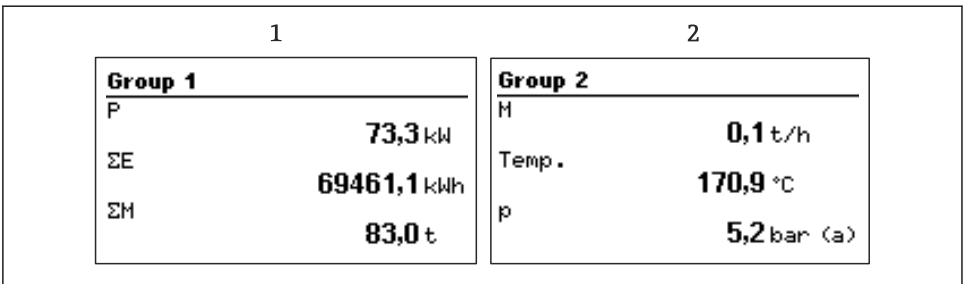 1
Group 1
P
73,3 kW
ΣE
69461,1 kWh
ΣM
83,0 t
2
Group 2
M
0,1 t/h
Temp.
170,9 °C
p
5,2 bar (a)